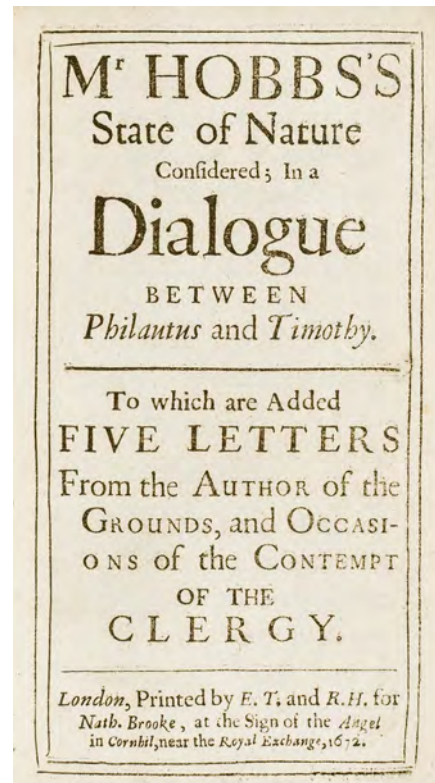 Mr HOBBS'S
State of Nature
Conſidered; In a
Dialogue
BETWEEN
Philautus and Timothy.
To which are Added
FIVE LETTERS
From the AUTHOR of the
GROUNDS, and OCCASI-
ONS of the CONTEMPT
OF THE
CLERGY.
London, Printed by E. T. and R. H. for
Nath. Brooke, at the Sign of the Angel
in Cornhil, near the Royal Exchange, 1672.